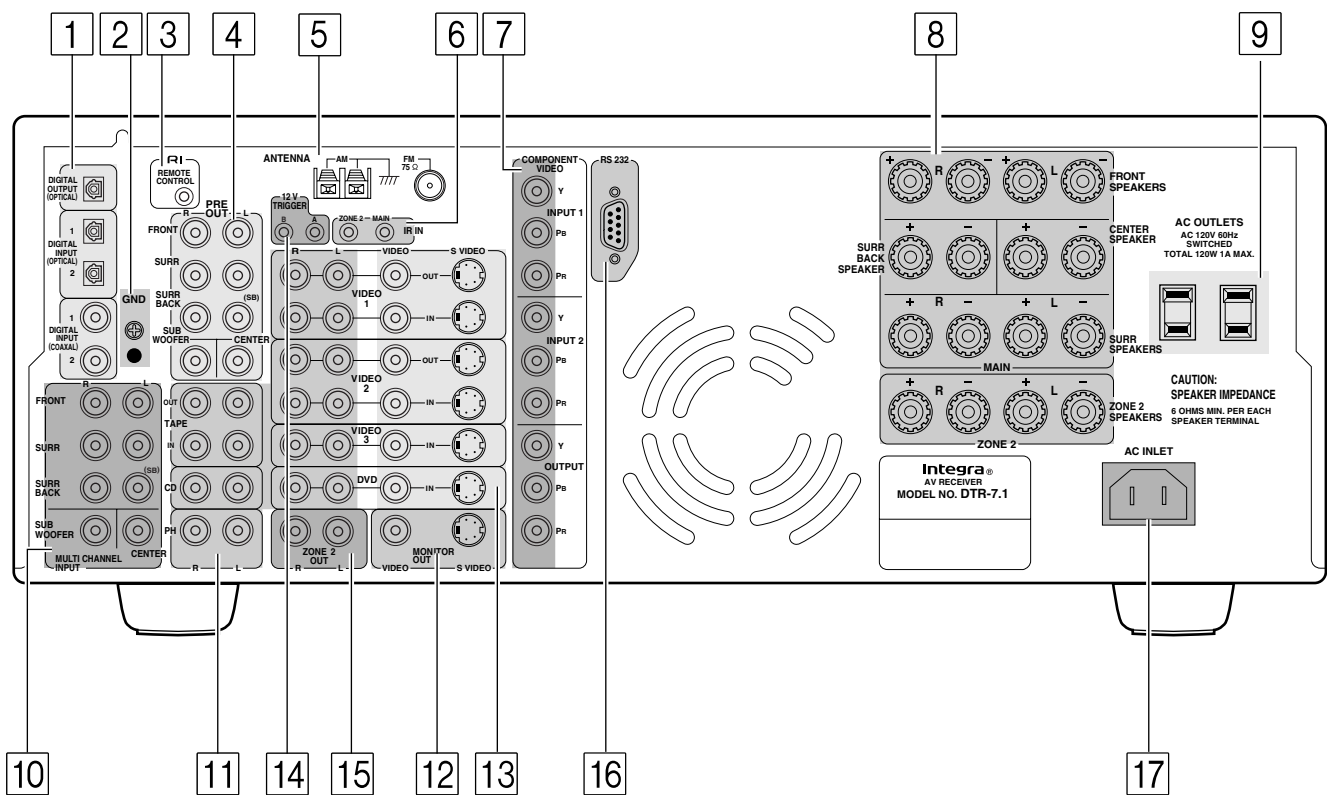 1 2 3 4 5 6 7 8 9
DIGITAL
OUTPUT
(OPTICAL)
1
DIGITAL
INPUT
(OPTICAL)
2
1
DIGITAL
INPUT
(COAXIAL)
2
GND
RI
REMOTE
CONTROL
PRE
OUT
R L
FRONT
SURR
SURR
BACK
(SB)
SUB
WOOFER
CENTER
ANTENNA
AM
FM
75 Ω
12 V
TRIGGER
B A
ZONE 2 MAIN
IR IN
R L VIDEO S VIDEO
VIDEO
1
OUT
IN
VIDEO
2
OUT
IN
VIDEO
3
IN
DVD
IN
ZONE 2
OUT
R L
MONITOR
OUT
VIDEO S VIDEO
COMPONENT
VIDEO
Y
INPUT 1
PB
PR
Y
INPUT 2
PB
PR
Y
OUTPUT
PB
PR
RS 232
R L
FRONT
SURR
SURR
BACK
(SB)
SUB
WOOFER
CENTER
MULTI CHANNEL
INPUT
OUT
TAPE
IN
CD
PH
R L
+ R − + L −
FRONT
SPEAKERS
+ − + −
SURR
BACK
SPEAKER
CENTER
SPEAKER
+ R − + L −
SURR
SPEAKERS
MAIN
+ R − + L −
ZONE 2
SPEAKERS
ZONE 2
AC OUTLETS
AC 120V 60Hz
SWITCHED
TOTAL 120W 1A MAX.
CAUTION:
SPEAKER IMPEDANCE
6 OHMS MIN. PER EACH
SPEAKER TERMINAL
Integra®
AV RECEIVER
MODEL NO. DTR-7.1
AC INLET
10 11 14 15 12 13 16 17